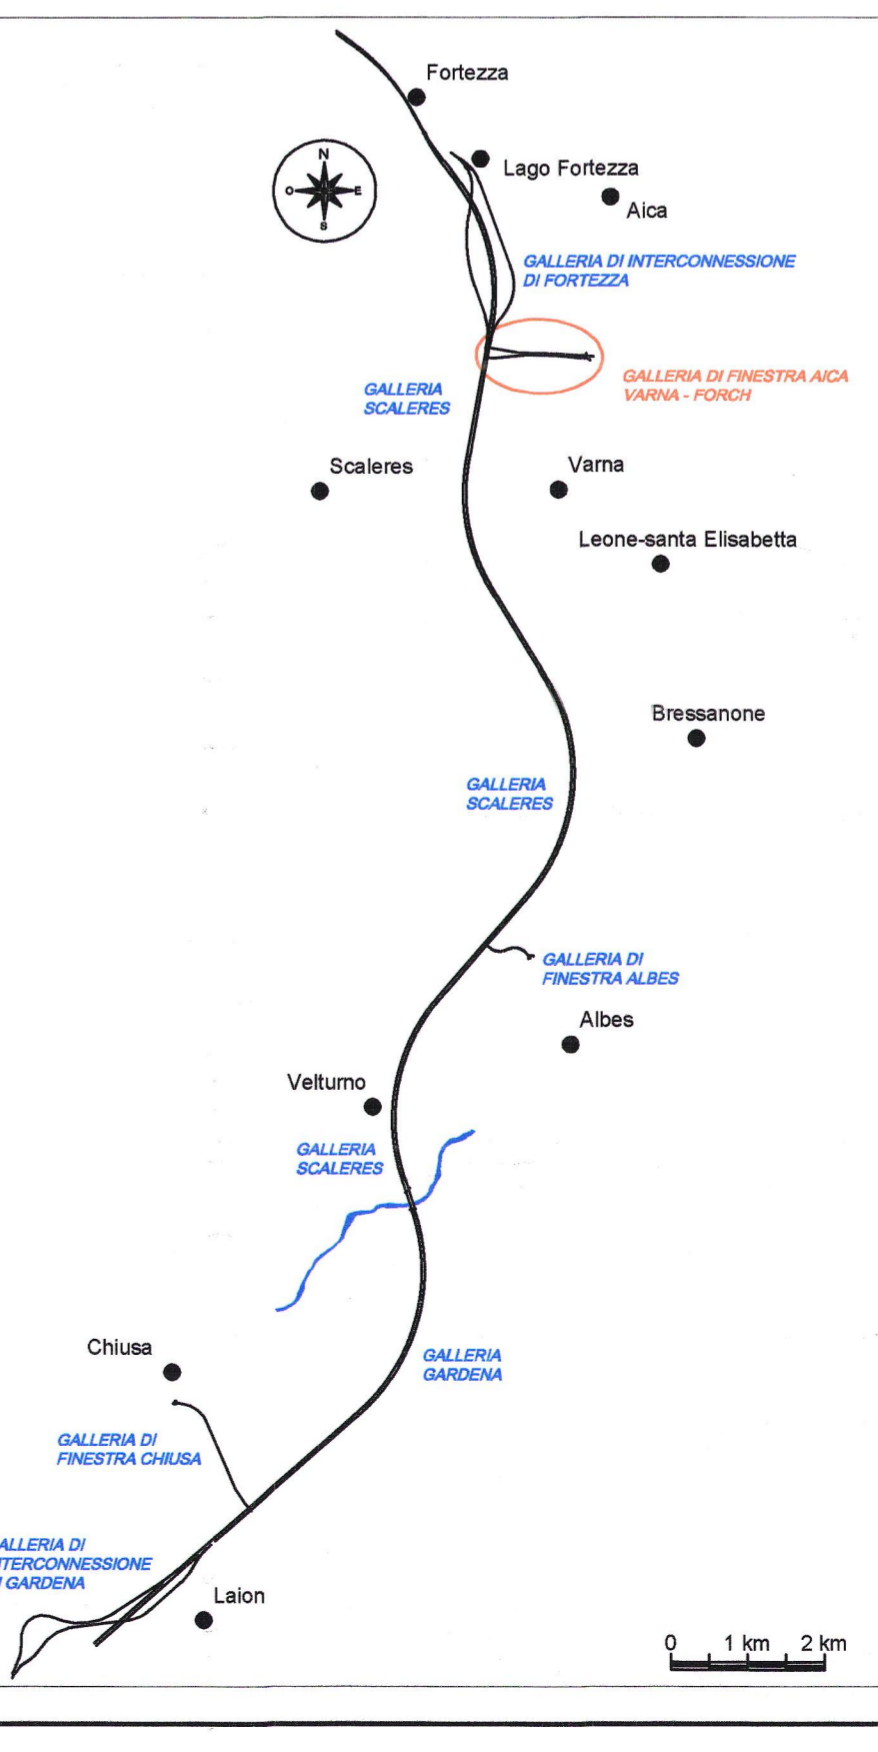 Fortezza
N
O E
S
Lago Fortezza
Aica
GALLERIA DI INTERCONNESSIONE
DI FORTEZZA
GALLERIA DI FINESTRA AICA
VARNA - FORCH
GALLERIA
SCALERES
Scaleres
Varna
Leone-santa Elisabetta
Bressanone
GALLERIA
SCALERES
GALLERIA DI
FINESTRA ALBES
Albes
Velturno
GALLERIA
SCALERES
Chiusa
GALLERIA
GARDENA
GALLERIA DI
FINESTRA CHIUSA
ALLERIA DI
NTERCONNESSIONE
I GARDENA
Laion
0 1 km 2 km